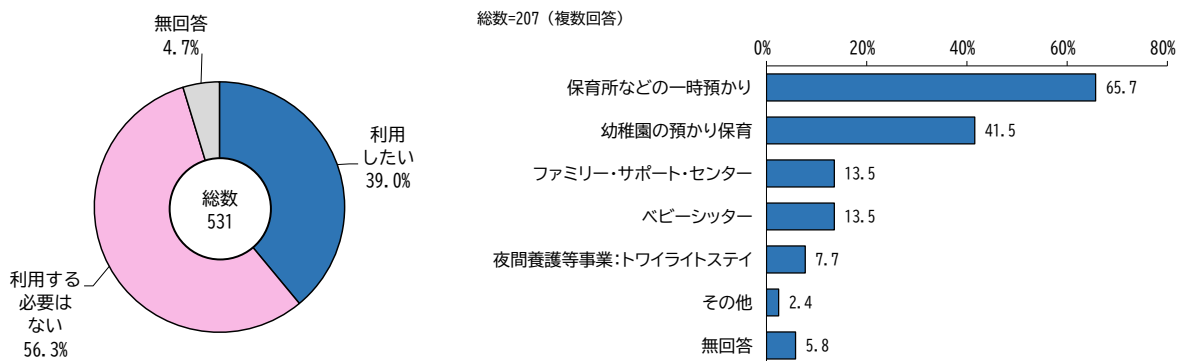 無回答
4.7%
利用
したい
39.0%
総数
531
利用する
必要は
ない
56.3%
総数=207（複数回答）
0%
20%
40%
60%
80%
保育所などの一時預かり
65.7
幼稚園の預かり保育
41.5
ファミリー・サポート・センター
13.5
ベビーシッター
13.5
夜間養護等事業：トワイライトステイ
7.7
その他
2.4
無回答
5.8